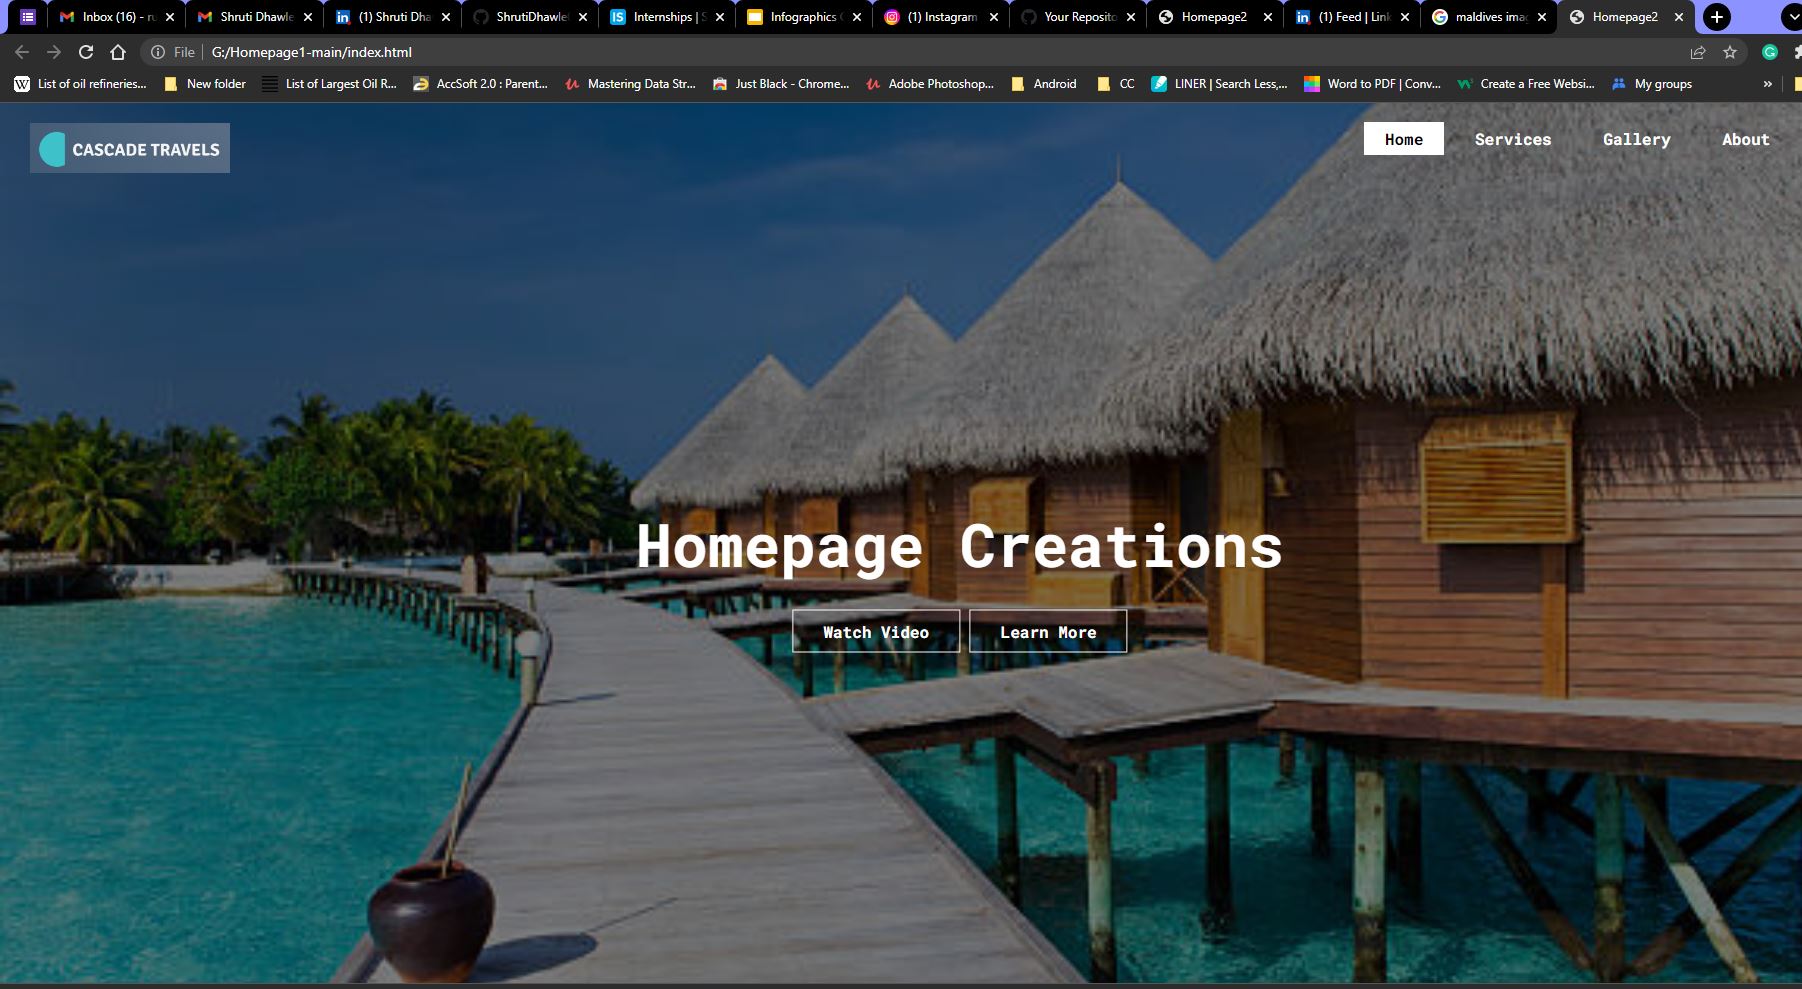 Inbox (16) - ru
Shruti Dhawle
(1) Shruti Dha
ShrutiDhawle
Internships | S
Infographics
(1) Instagram
Your Reposito
Homepage2
(1) Feed | Link
maldives ima
Homepage2
File
G:/Homepage1-main/index.html
List of oil refineries...
New folder
List of Largest Oil R...
AccSoft 2.0 : Parent...
Mastering Data Str...
Just Black - Chrome...
Adobe Photoshop...
Android
CC
LINER | Search Less,...
Word to PDF | Conv...
Create a Free Websi...
My groups
CASCADE TRAVELS
Home
Services
Gallery
About
Homepage Creations
Watch Video
Learn More